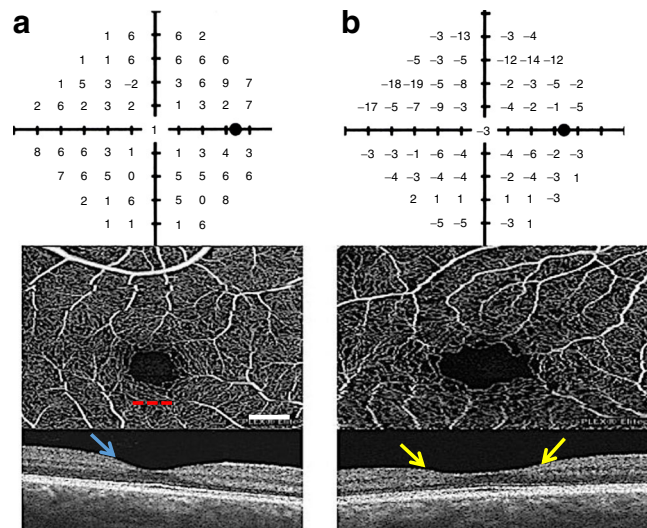 a b
1 6 6 2
1 1 6 6 6 6
1 5 3 −2 3 6 9 7
2 6 2 3 2 1 3 2 7
1
8 6 6 3 1 1 3 4 3
7 6 5 0 5 5 6 6
2 1 6 5 0 8
1 1 1 6
−3 −13 −3 −4
−5 −3 −5 −12 −14 −12
−18 −19 −5 −8 −2 −3 −5 −2
−17 −5 −7 −9 −3 −4 −2 −1 −5
−3
−3 −3 −1 −6 −4 −4 −6 −2 −3
−4 −3 −4 −4 −2 −4 −3 1
2 1 1 1 1 −3
−5 −5 −3 1
PLEX® Elite
PLEX® Elite